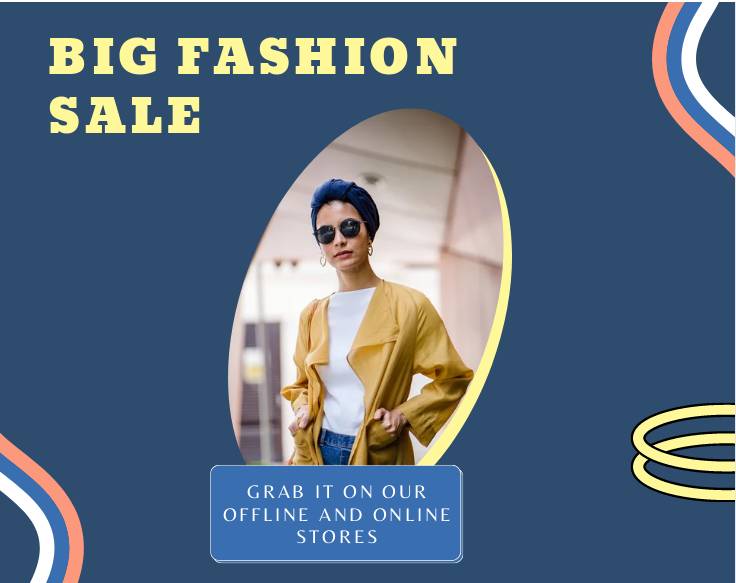 BIG FASHION
SALE
GRAB IT ON OUR
OFFLINE AND ONLINE
STORES